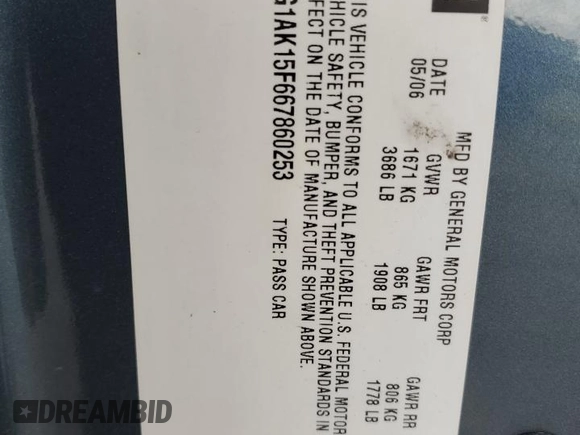 MFD BY GENERAL MOTORS CORP
DATE GVWR GAWR FRT GAWR RR
05/06 1671 KG 865 KG 806 KG
3686 LB 1908 LB 1778 LB
IS VEHICLE CONFORMS TO ALL APPLICABLE U.S. FEDERAL MOTOR
HICLE SAFETY, BUMPER, AND THEFT PREVENTION STANDARDS IN
FECT ON THE DATE OF MANUFACTURE SHOWN ABOVE.
G1AK15F667860253 TYPE: PASS CAR
DREAMBID